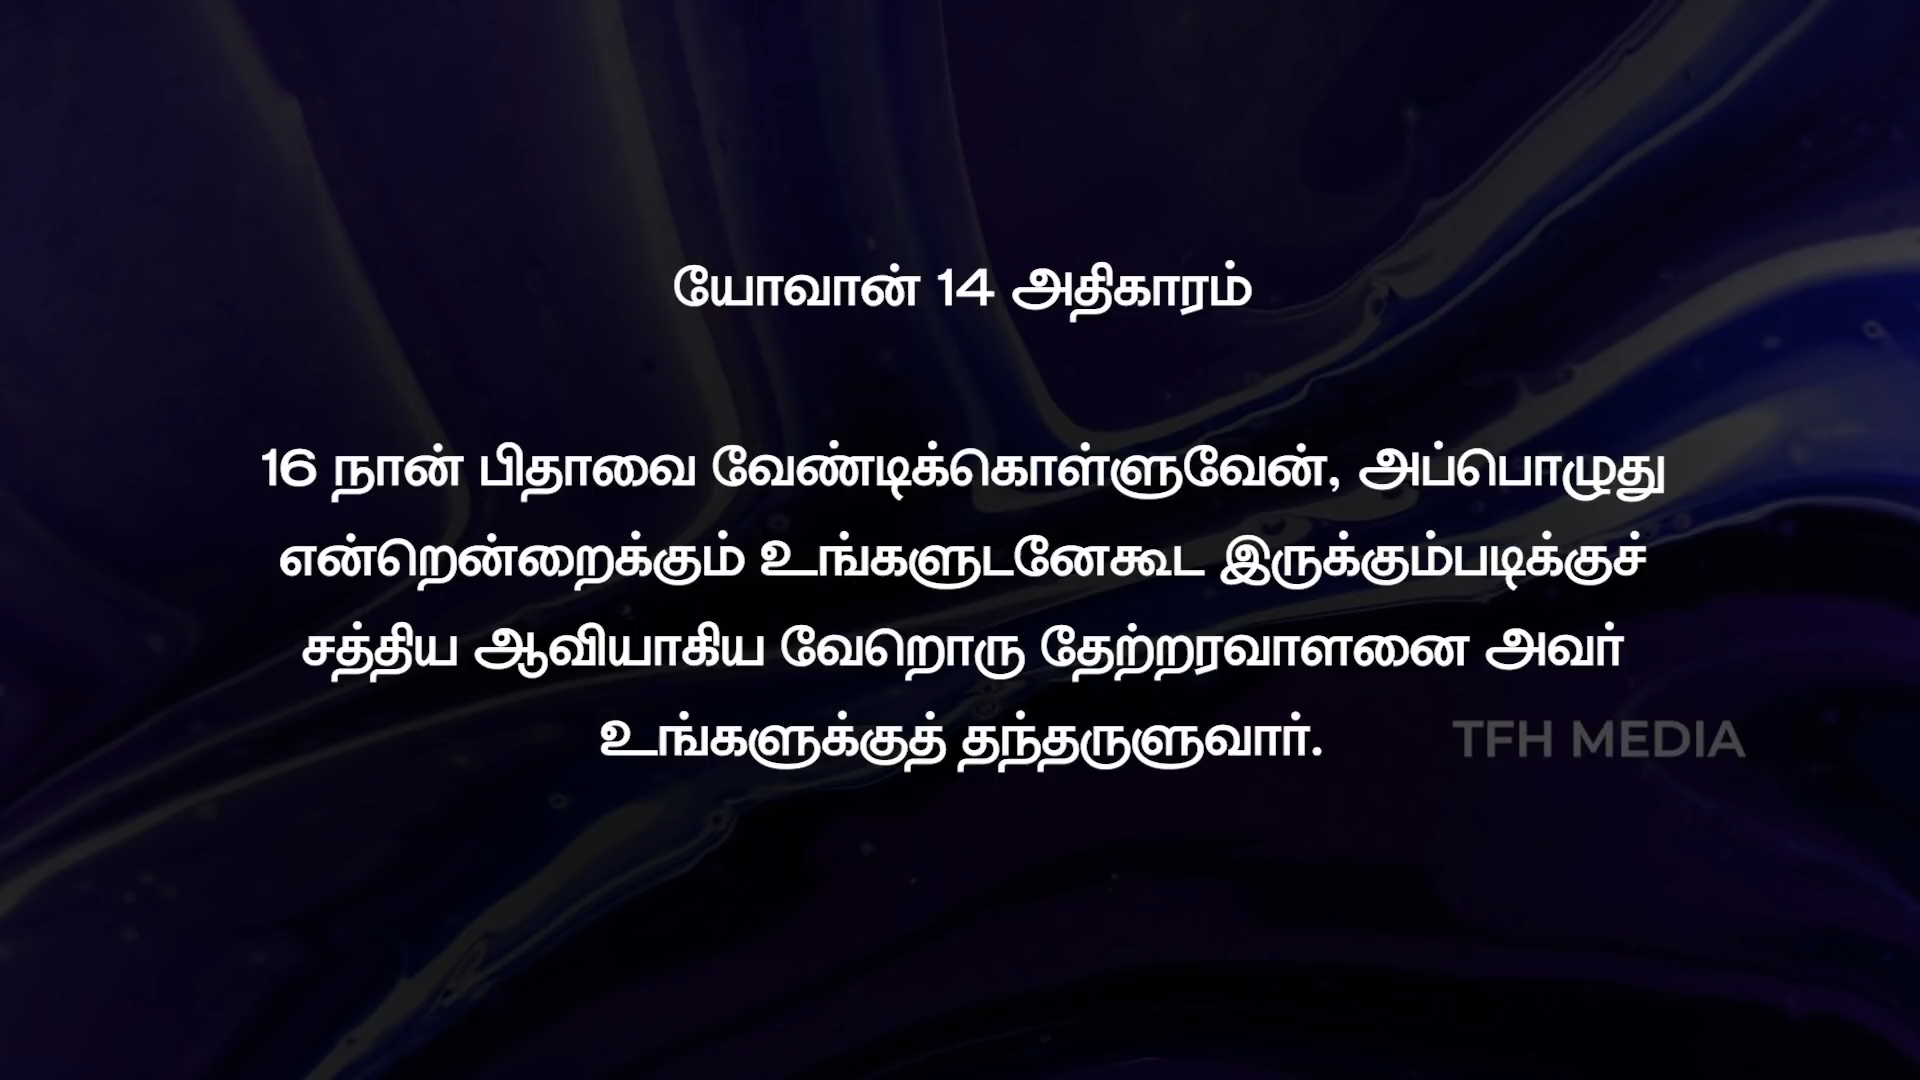 யோவான் 14 அதிகாரம்
16 நான் பிதாவை வேண்டிக்கொள்ளுவேன், அப்பொழுது
என்றென்றைக்கும் உங்களுடனேகூட இருக்கும்படிக்குச்
சத்திய ஆவியாகிய வேறொரு தேற்றரவாளனை அவர்
உங்களுக்குத் தந்தருளுவார்.
TFH MEDIA